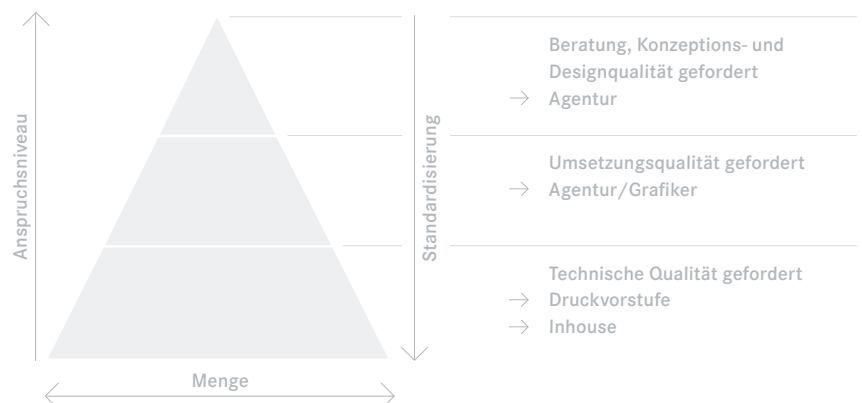 Anspruchsniveau
Menge
Standardisierung
Beratung, Konzeptions- und
Designqualität gefordert
→ Agentur
Umsetzungsqualität gefordert
→ Agentur/Grafiker
Technische Qualität gefordert
→ Druckvorstufe
→ Inhouse